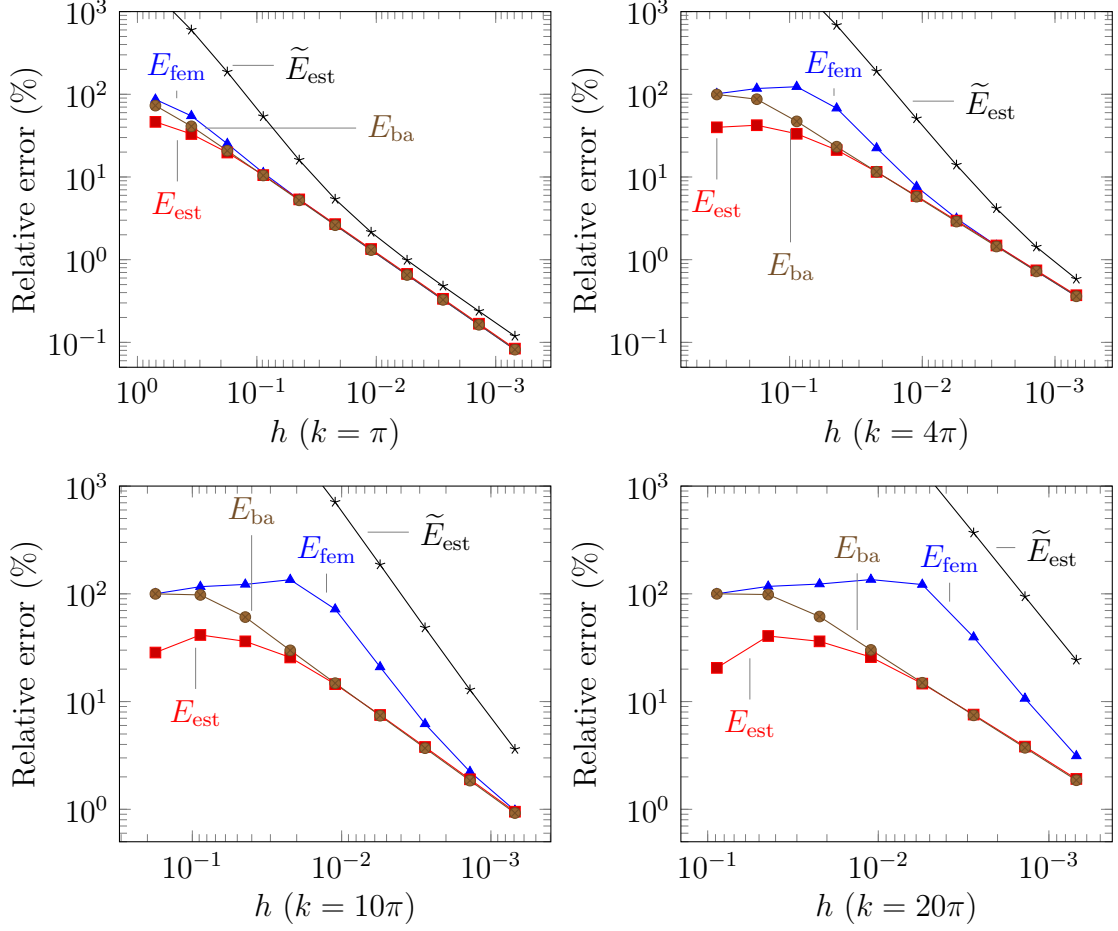 10^3
10^2
10^1
10^0
10^{-1}
Relative error (%)
E_fem
Ẽ_est
E_ba
E_est
10^0
10^{-1}
10^{-2}
10^{-3}
h (k = π)
10^3
10^2
10^1
10^0
10^{-1}
Relative error (%)
E_fem
Ẽ_est
E_est
E_ba
10^{-1}
10^{-2}
10^{-3}
h (k = 4π)
10^3
10^2
10^1
10^0
Relative error (%)
E_ba
E_fem
Ẽ_est
E_est
10^{-1}
10^{-2}
10^{-3}
h (k = 10π)
10^3
10^2
10^1
10^0
Relative error (%)
E_ba
E_fem
Ẽ_est
E_est
10^{-1}
10^{-2}
10^{-3}
h (k = 20π)